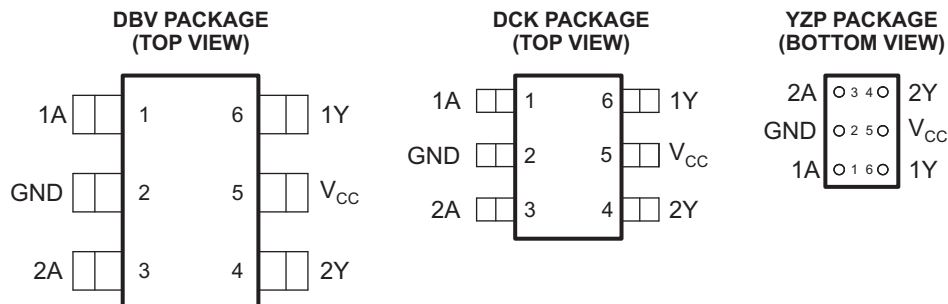 DBV PACKAGE
(TOP VIEW)
1A 1 6 1Y
GND 2 5 VCC
2A 3 4 2Y
DCK PACKAGE
(TOP VIEW)
1A 1 6 1Y
GND 2 5 VCC
2A 3 4 2Y
YZP PACKAGE
(BOTTOM VIEW)
2A 3 4 2Y
GND 2 5 VCC
1A 1 6 1Y